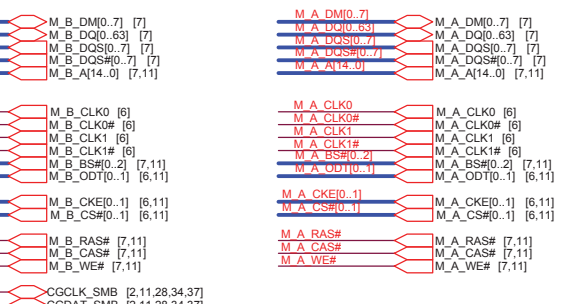 M_B_DM[0..7] [7]
M_B_DQ[0..63] [7]
M_B_DQS[0..7] [7]
M_B_DQS#[0..7] [7]
M_B_A[14..0] [7,11]
M_B_CLK0 [6]
M_B_CLK0# [6]
M_B_CLK1 [6]
M_B_CLK1# [6]
M_B_BS#[0..2] [7,11]
M_B_ODT[0..1] [6,11]
M_B_CKE[0..1] [6,11]
M_B_CS#[0..1] [6,11]
M_B_RAS# [7,11]
M_B_CAS# [7,11]
M_B_WE# [7,11]
CGCLK_SMB [2,11,28,34,37]
CGDAT_SMB [2,11,28,34,37]
M_A_DM[0..7] M_A_DM[0..7] [7]
M_A_DQ[0..63] M_A_DQ[0..63] [7]
M_A_DQS[0..7] M_A_DQS[0..7] [7]
M_A_DQS#[0..7] M_A_DQS#[0..7] [7]
M_A_A[14..0] M_A_A[14..0] [7,11]
M_A_CLK0 M_A_CLK0 [6]
M_A_CLK0# M_A_CLK0# [6]
M_A_CLK1 M_A_CLK1 [6]
M_A_CLK1# M_A_CLK1# [6]
M_A_BS#[0..2] M_A_BS#[0..2] [7,11]
M_A_ODT[0..1] M_A_ODT[0..1] [6,11]
M_A_CKE[0..1] M_A_CKE[0..1] [6,11]
M_A_CS#[0..1] M_A_CS#[0..1] [6,11]
M_A_RAS# M_A_RAS# [7,11]
M_A_CAS# M_A_CAS# [7,11]
M_A_WE# M_A_WE# [7,11]